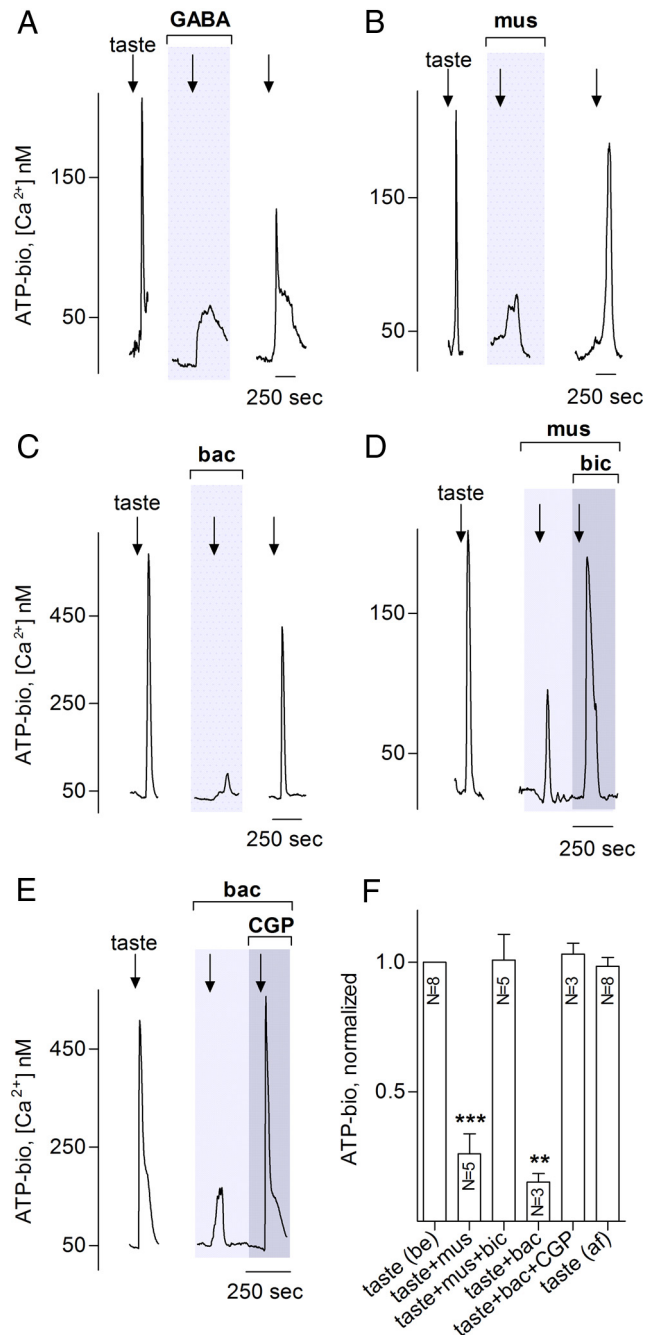 A
GABA
taste
ATP-bio, [Ca²⁺] nM
150
50
250 sec
B
mus
taste
150
50
250 sec
C
bac
taste
ATP-bio, [Ca²⁺] nM
450
250
50
250 sec
D
mus
bic
taste
150
50
250 sec
E
bac
CGP
taste
ATP-bio, [Ca²⁺] nM
450
250
50
250 sec
F
ATP-bio, normalized
1.0
0.5
N=8
***
N=5
N=5
**
N=3
N=3
N=8
taste (be)
taste+mus
taste+mus+bic
taste+bac
taste+bac+CGP
taste (af)